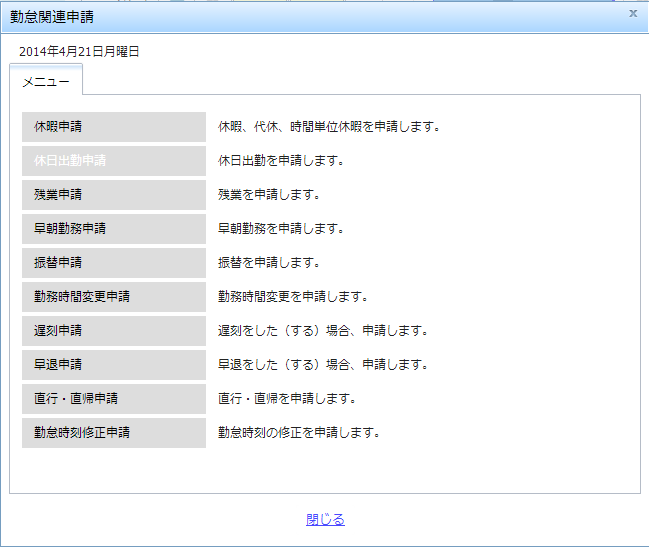 勤怠関連申請
x
2014年4月21日月曜日
メニュー
休暇申請 休暇、代休、時間単位休暇を申請します。
休日出勤申請 休日出勤を申請します。
残業申請 残業を申請します。
早朝勤務申請 早朝勤務を申請します。
振替申請 振替を申請します。
勤務時間変更申請 勤務時間変更を申請します。
遅刻申請 遅刻をした（する）場合、申請します。
早退申請 早退をした（する）場合、申請します。
直行・直帰申請 直行・直帰を申請します。
勤怠時刻修正申請 勤怠時刻の修正を申請します。
閉じる